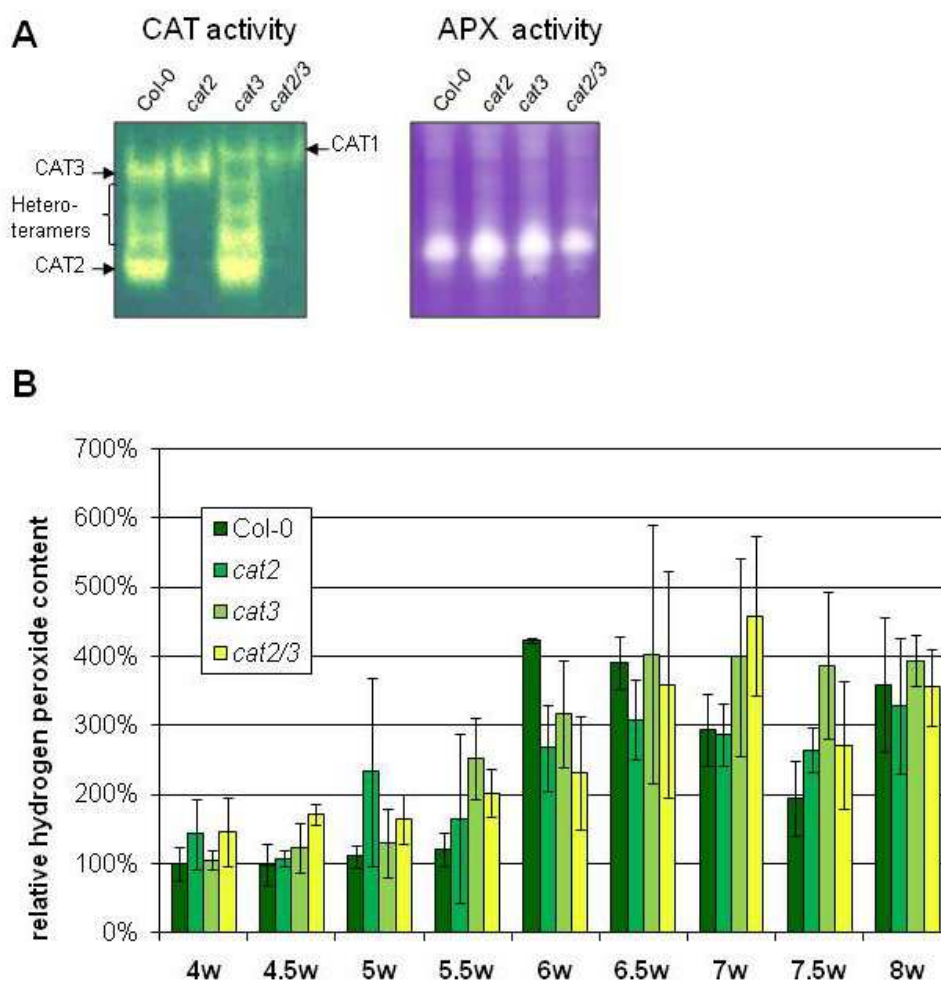 A
CAT activity
APX activity
Col-0
cat2
cat3
cat2/3
Col-0
cat2
cat3
cat2/3
CAT1
CAT3
Hetero-
teramers
CAT2
B
relative hydrogen peroxide content
700%
600%
500%
400%
300%
200%
100%
0%
Col-0
cat2
cat3
cat2/3
4w 4.5w 5w 5.5w 6w 6.5w 7w 7.5w 8w